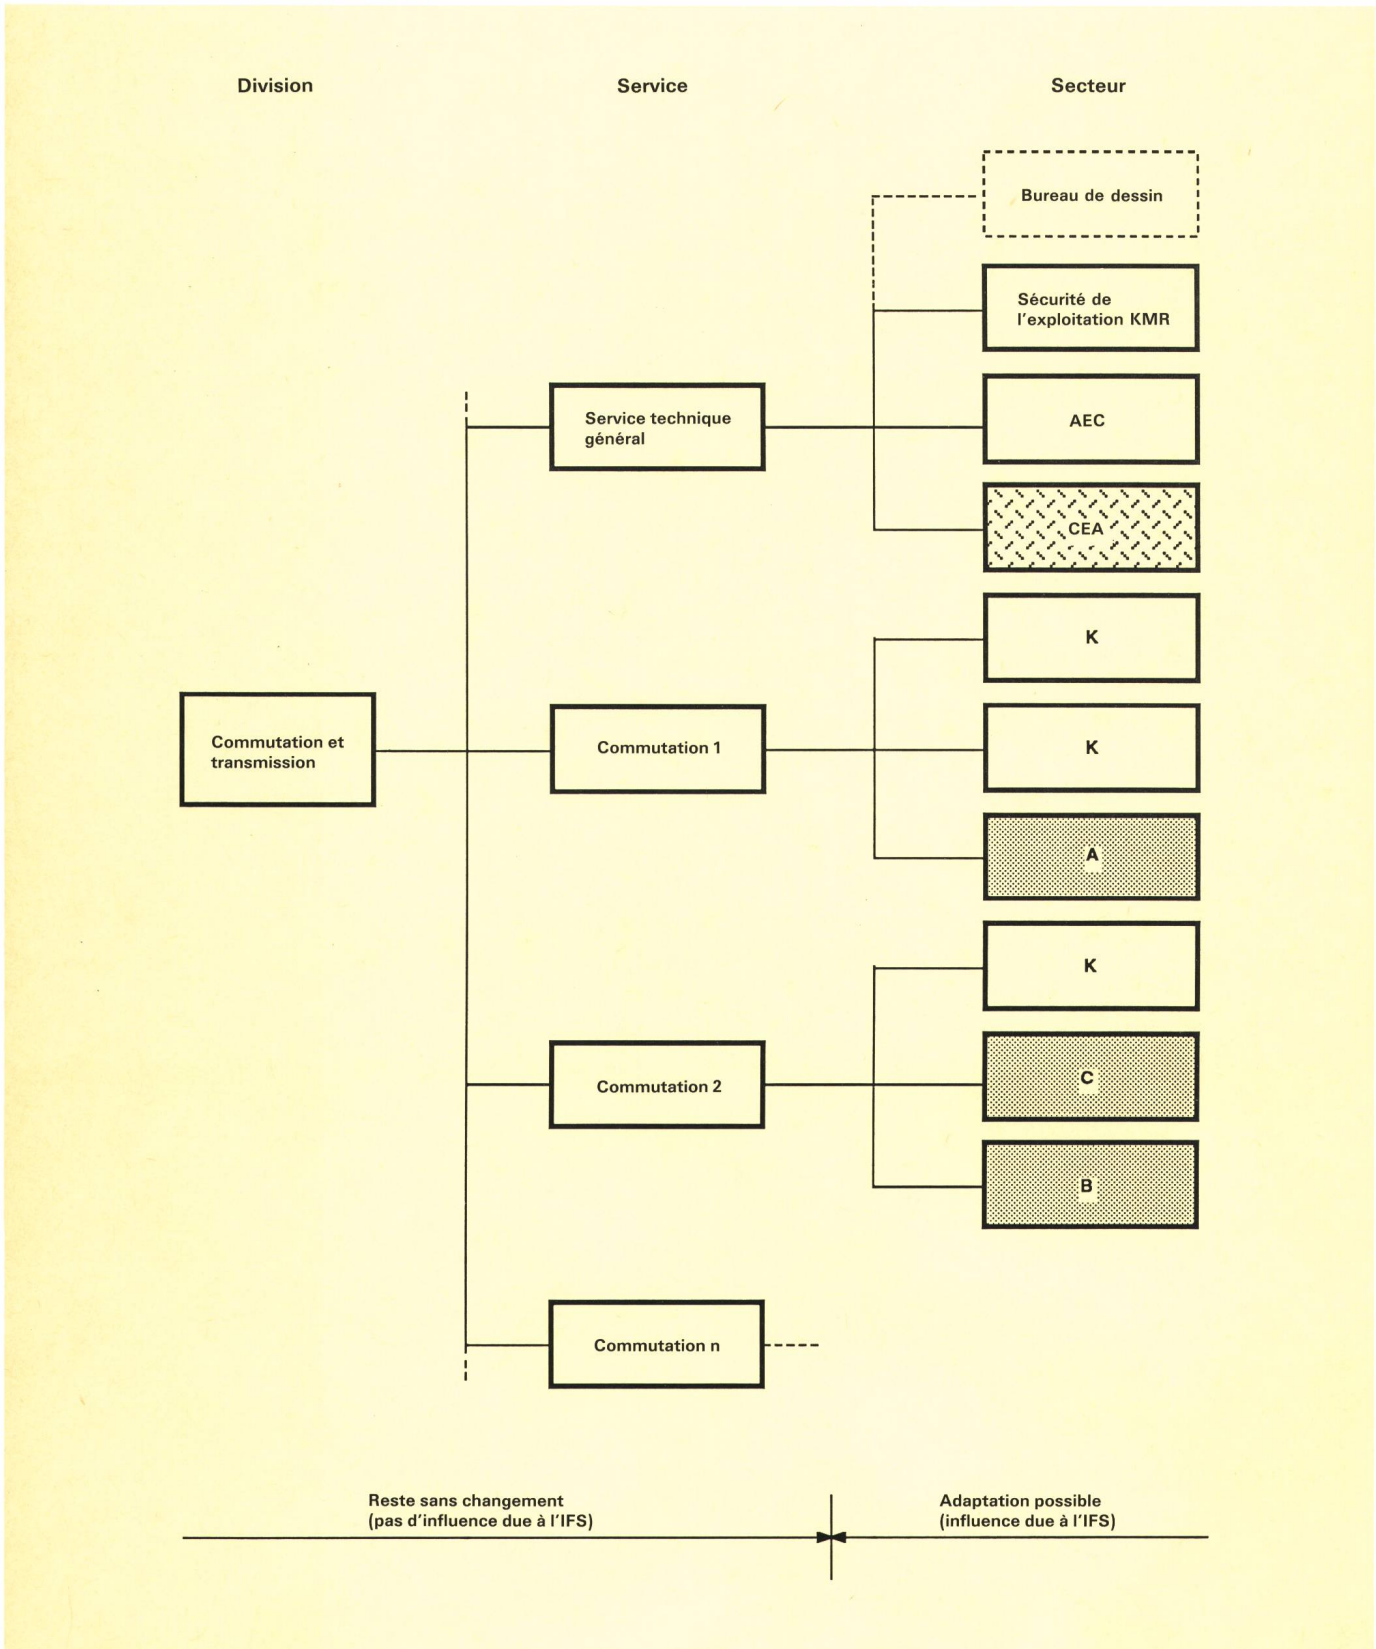 Division
Service
Secteur
Bureau de dessin
Sécurité de
l'exploitation KMR
Service technique
général
AEC
CEA
K
Commutation et
transmission
Commutation 1
K
A
K
Commutation 2
C
B
Commutation n
Reste sans changement
(pas d'influence due à l'IFS)
Adaptation possible
(influence due à l'IFS)